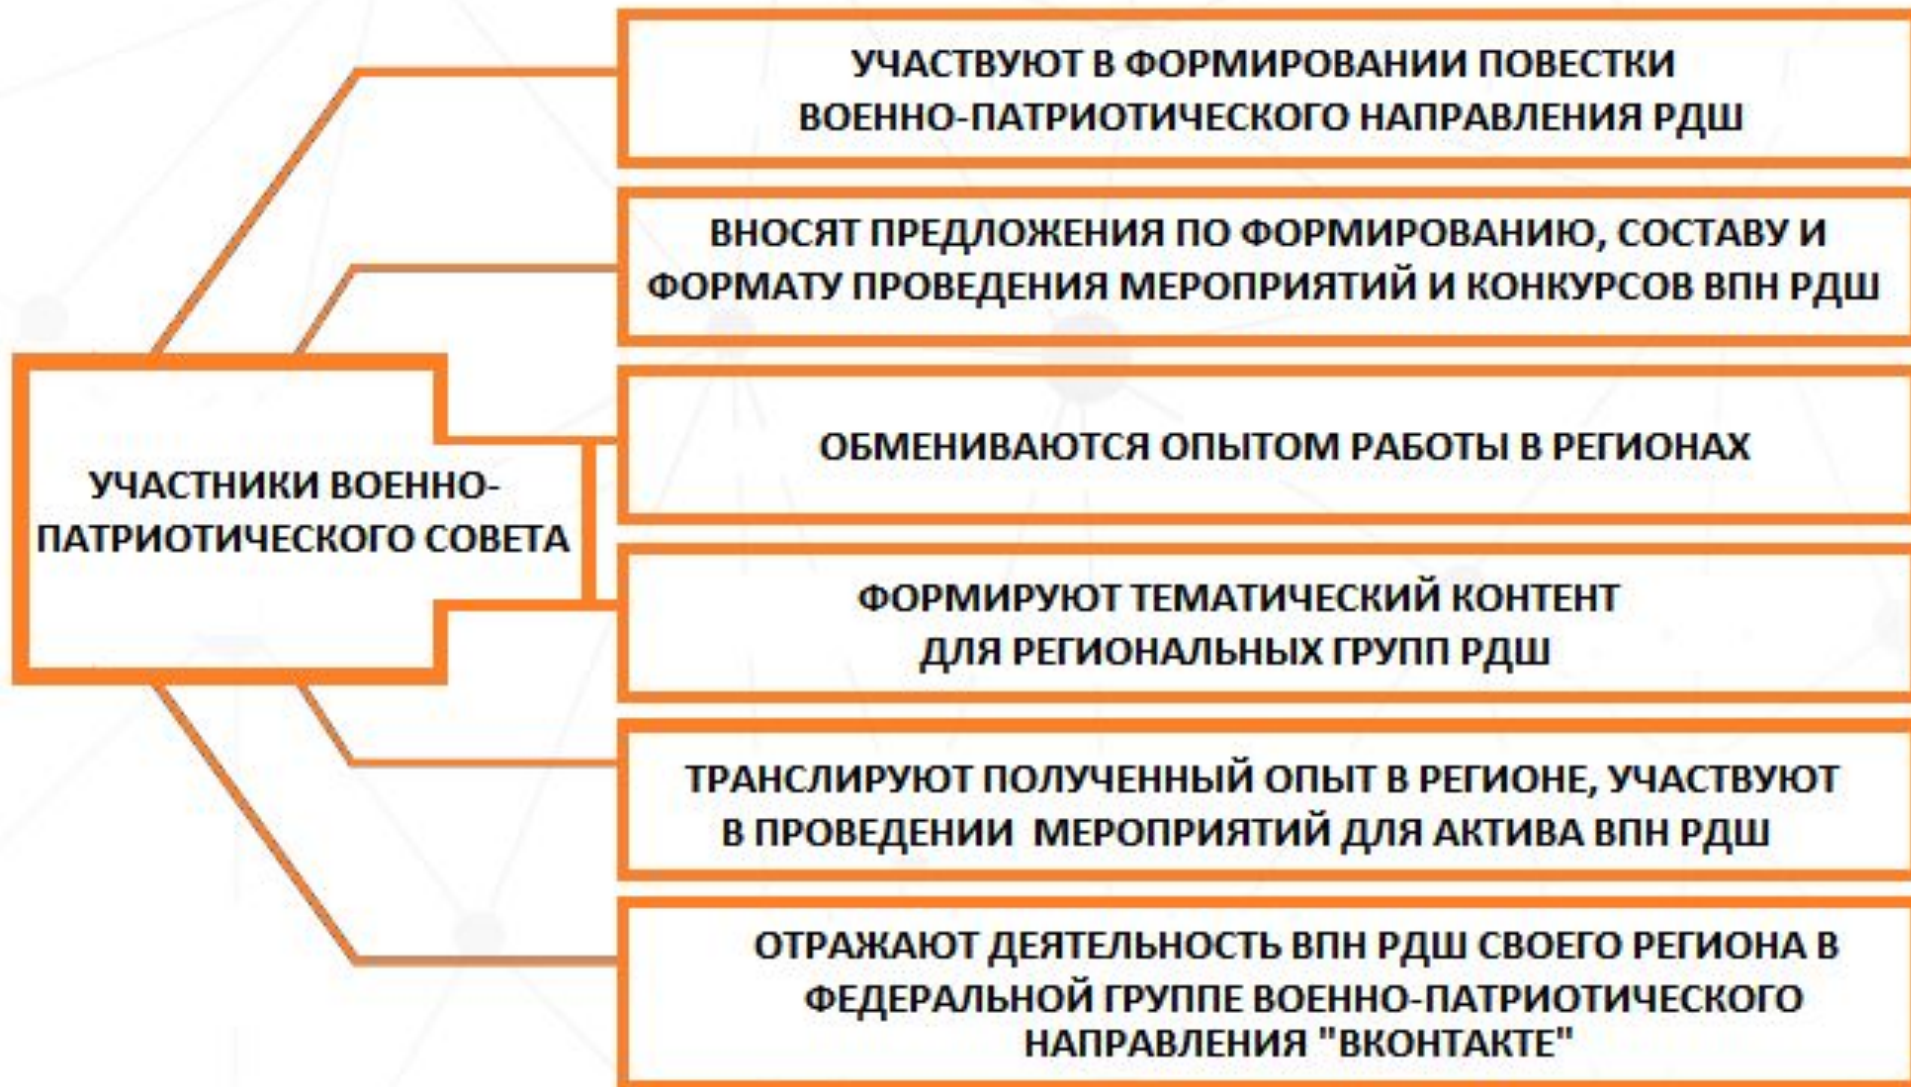 УЧАСТВУЮТ В ФОРМИРОВАНИИ ПОВЕСТКИ
ВОЕННО-ПАТРИОТИЧЕСКОГО НАПРАВЛЕНИЯ РДШ
ВНОСЯТ ПРЕДЛОЖЕНИЯ ПО ФОРМИРОВАНИЮ, СОСТАВУ И
ФОРМАТУ ПРОВЕДЕНИЯ МЕРОПРИЯТИЙ И КОНКУРСОВ ВПН РДШ
УЧАСТНИКИ ВОЕННО-
ПАТРИОТИЧЕСКОГО СОВЕТА
ОБМЕНИВАЮТСЯ ОПЫТОМ РАБОТЫ В РЕГИОНАХ
ФОРМИРУЮТ ТЕМАТИЧЕСКИЙ КОНТЕНТ
ДЛЯ РЕГИОНАЛЬНЫХ ГРУПП РДШ
ТРАНСЛИРУЮТ ПОЛУЧЕННЫЙ ОПЫТ В РЕГИОНЕ, УЧАСТВУЮТ
В ПРОВЕДЕНИИ МЕРОПРИЯТИЙ ДЛЯ АКТИВА ВПН РДШ
ОТРАЖАЮТ ДЕЯТЕЛЬНОСТЬ ВПН РДШ СВОЕГО РЕГИОНА В
ФЕДЕРАЛЬНОЙ ГРУППЕ ВОЕННО-ПАТРИОТИЧЕСКОГО
НАПРАВЛЕНИЯ "ВКОНТАКТЕ"